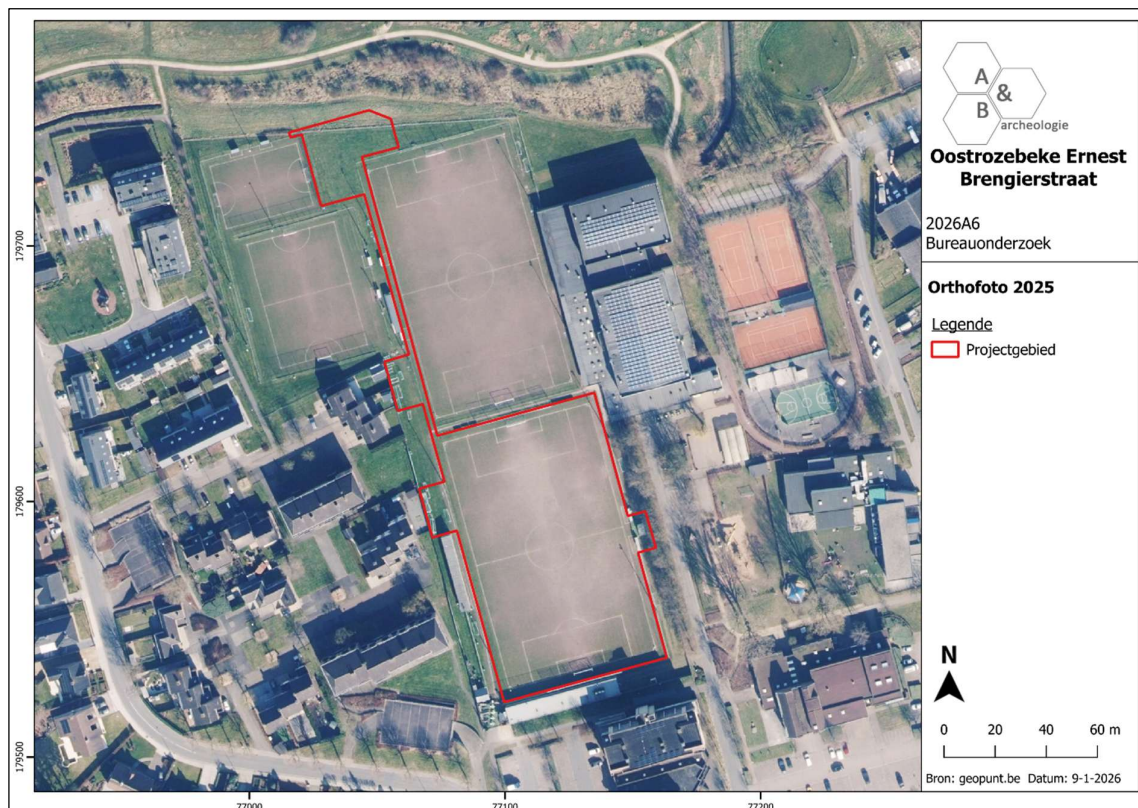 A
&
B
archeologie
Oostrozebeke Ernest
Brengierstraat
2026A6
Bureauonderzoek
Orthofoto 2025
Legende
Projectgebied
179700
179600
179500
N
0 20 40 60 m
Bron: geopunt.be Datum: 9-1-2026
77000 77100 77200